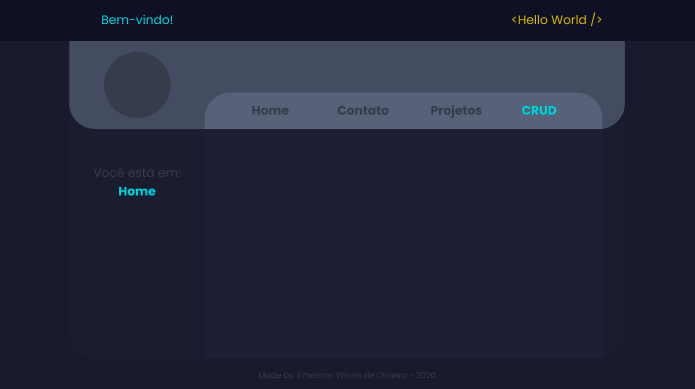 Bem-vindo!
<Hello World />
Home Contato Projetos CRUD
Você está em:
Home
Made by: Emerson Vitorio de Oliveira - 2020